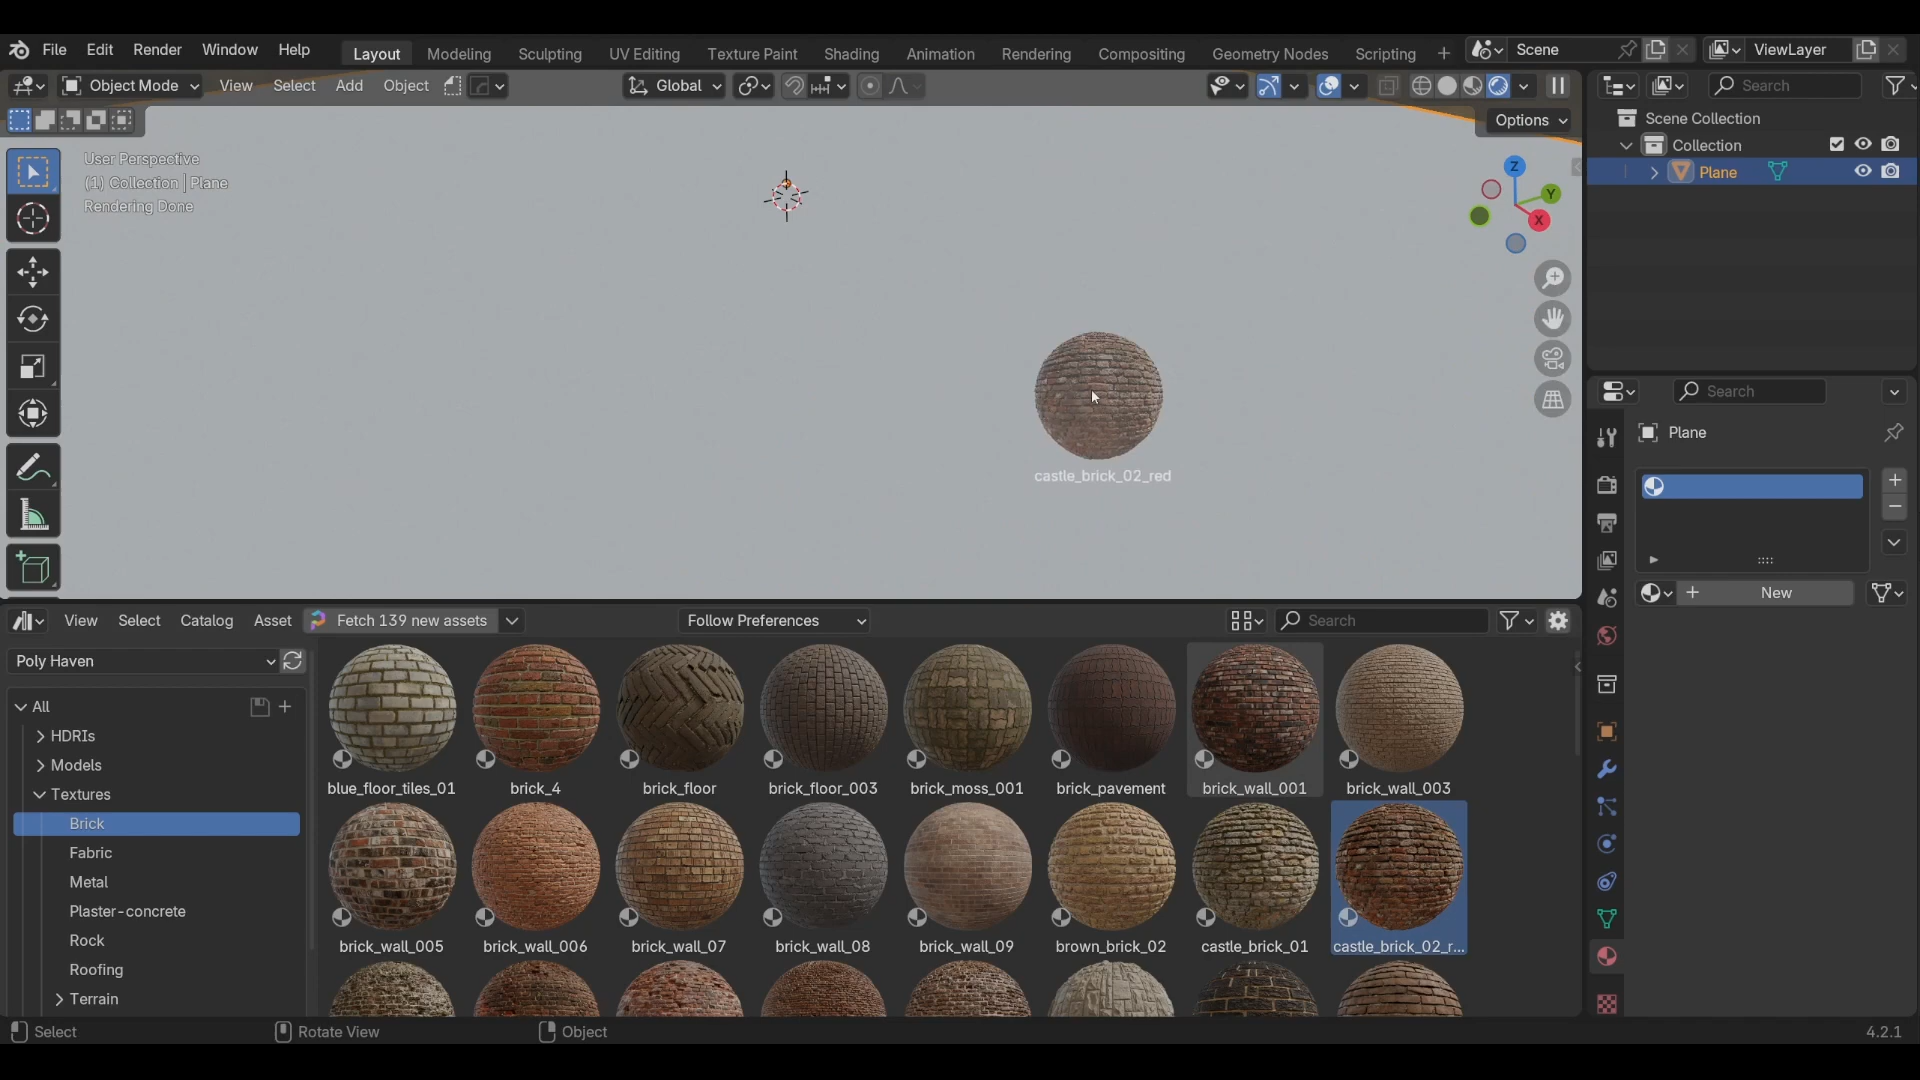 File Edit Render Window Help Layout Modeling Sculpting UV Editing Texture Paint Shading Animation Rendering Compositing Geometry Nodes Scripting Scene ViewLayer
Object Mode View Select Add Object Global Search
Options
Scene Collection
Collection
Plane
User Perspective
(1) Collection | Plane
Rendering Done
Z
Y
X
castle_brick_02_red
Search
Plane
New
View Select Catalog Asset Fetch 139 new assets Follow Preferences Search
Poly Haven
All
HDRIs
Models
Textures
Brick
Fabric
Metal
Plaster-concrete
Rock
Roofing
Terrain
blue_floor_tiles_01 brick_4 brick_floor brick_floor_003 brick_moss_001 brick_pavement brick_wall_001 brick_wall_003
brick_wall_005 brick_wall_006 brick_wall_07 brick_wall_08 brick_wall_09 brown_brick_02 castle_brick_01 castle_brick_02_r...
Select Rotate View Object 4.2.1